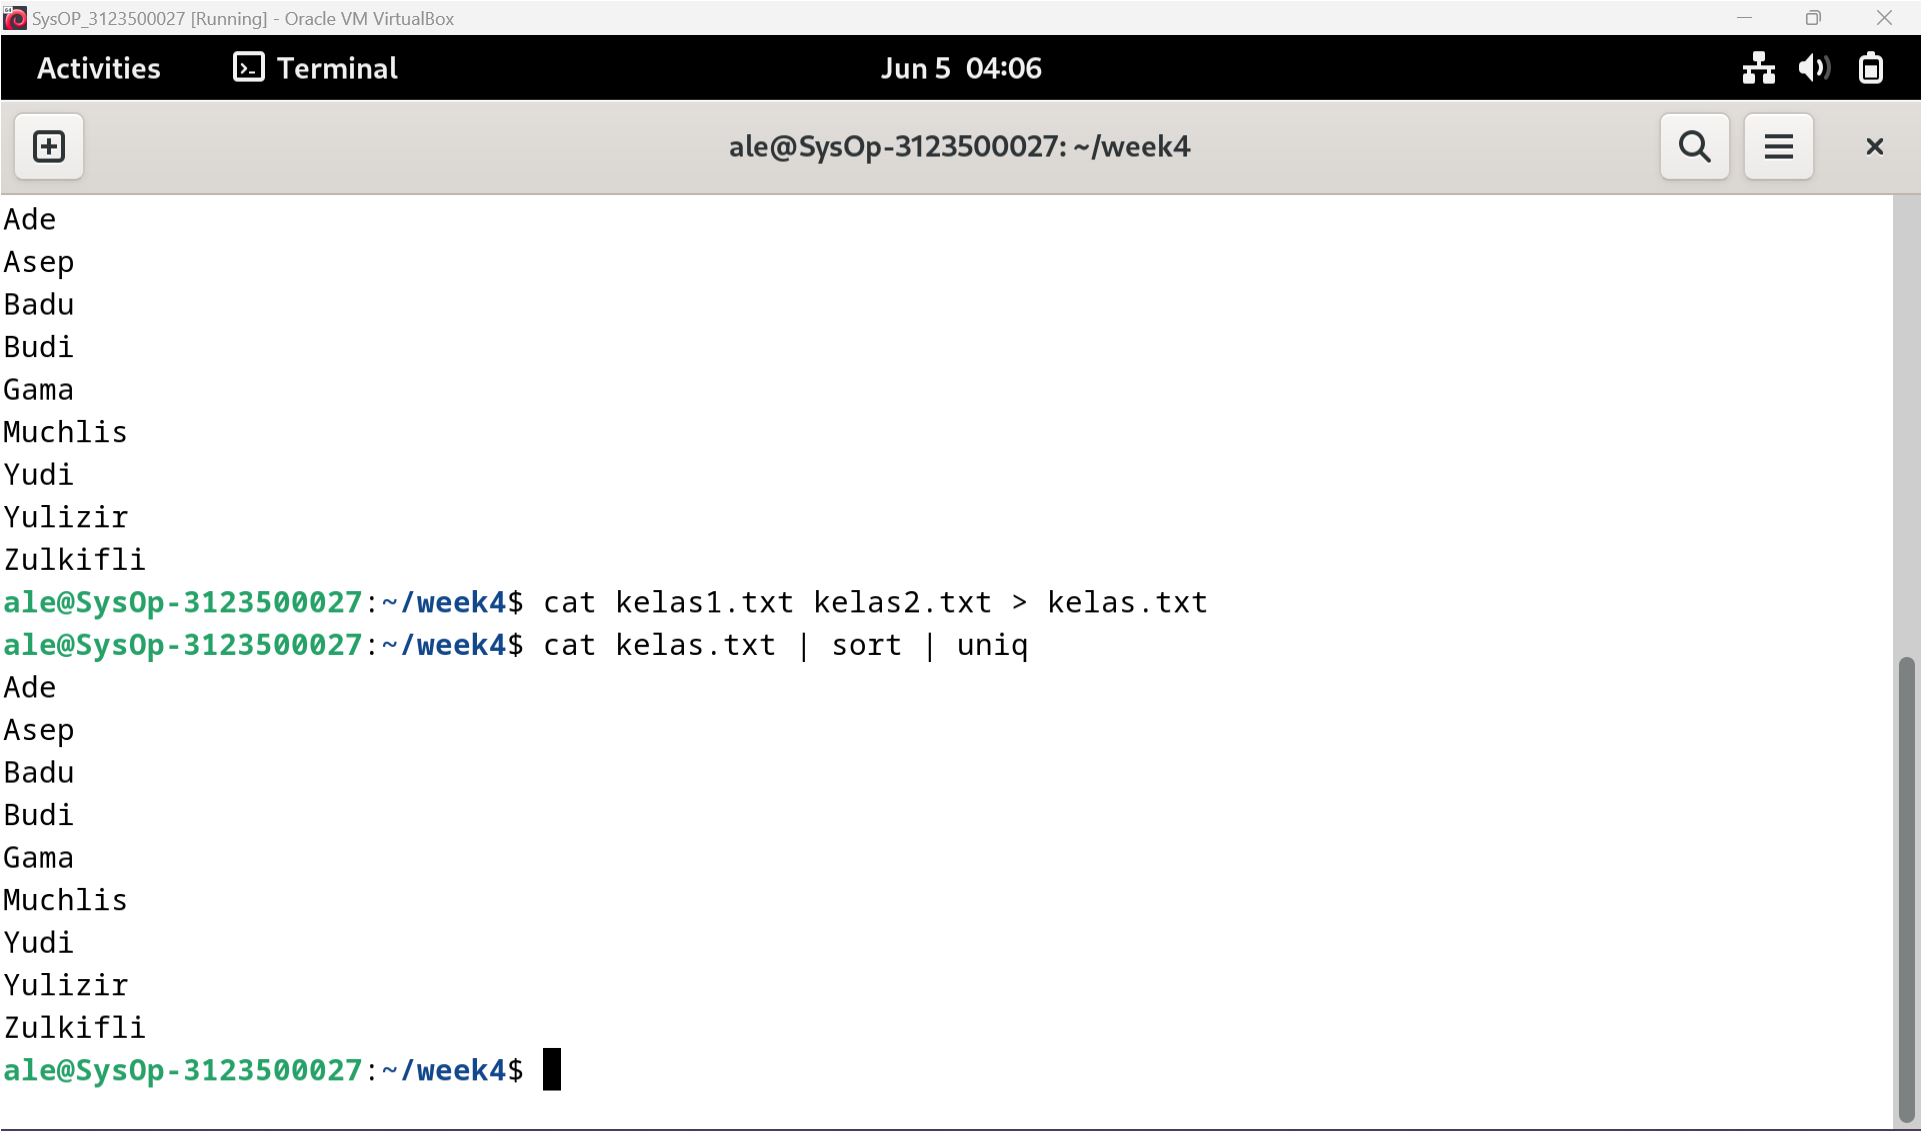 SysOP_3123500027 [Running] - Oracle VM VirtualBox
Activities Terminal Jun 5 04:06
ale@SysOp-3123500027: ~/week4
Ade
Asep
Badu
Budi
Gama
Muchlis
Yudi
Yulizir
Zulkifli
ale@SysOp-3123500027:~/week4$ cat kelas1.txt kelas2.txt > kelas.txt
ale@SysOp-3123500027:~/week4$ cat kelas.txt | sort | uniq
Ade
Asep
Badu
Budi
Gama
Muchlis
Yudi
Yulizir
Zulkifli
ale@SysOp-3123500027:~/week4$